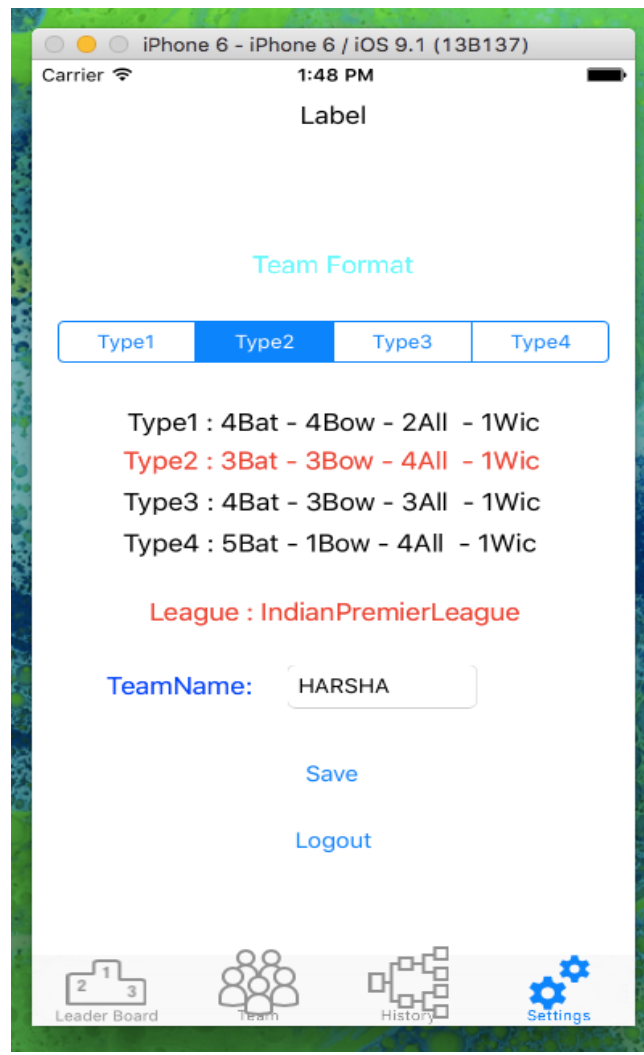 iPhone 6 - iPhone 6 / iOS 9.1 (13B137)
Carrier 1:48 PM
Label
Team Format
Type1 Type2 Type3 Type4
Type1 : 4Bat - 4Bow - 2All - 1Wic
Type2 : 3Bat - 3Bow - 4All - 1Wic
Type3 : 4Bat - 3Bow - 3All - 1Wic
Type4 : 5Bat - 1Bow - 4All - 1Wic
League : IndianPremierLeague
TeamName: HARSHA
Save
Logout
1
2 3
Leader Board Team History Settings